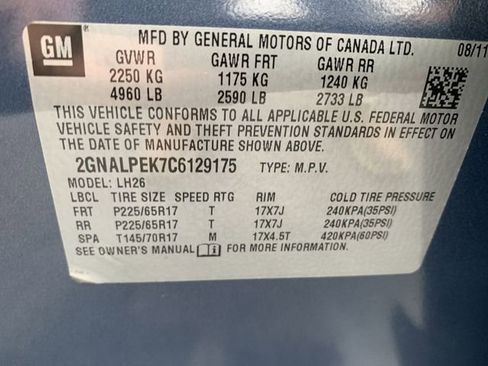 GM
MFD BY GENERAL MOTORS OF CANADA LTD. 08/11
GVWR GAWR FRT GAWR RR
2250 KG 1175 KG 1240 KG
4960 LB 2590 LB 2733 LB
THIS VEHICLE CONFORMS TO ALL APPLICABLE U.S. FEDERAL MOTOR
VEHICLE SAFETY AND THEFT PREVENTION STANDARDS IN EFFECT ON
THE DATE OF MANUFACTURE SHOWN ABOVE.
2GNALPEK7C6129175 TYPE: M.P.V.
MODEL: LH26
LBCL TIRE SIZE SPEED RTG RIM COLD TIRE PRESSURE
FRT P225/65R17 T 17X7J 240KPA(35PSI)
RR P225/65R17 T 17X7J 240KPA(35PSI)
SPA T145/70R17 M 17X4.5T 420KPA(60PSI)
SEE OWNER'S MANUAL FOR MORE INFORMATION.